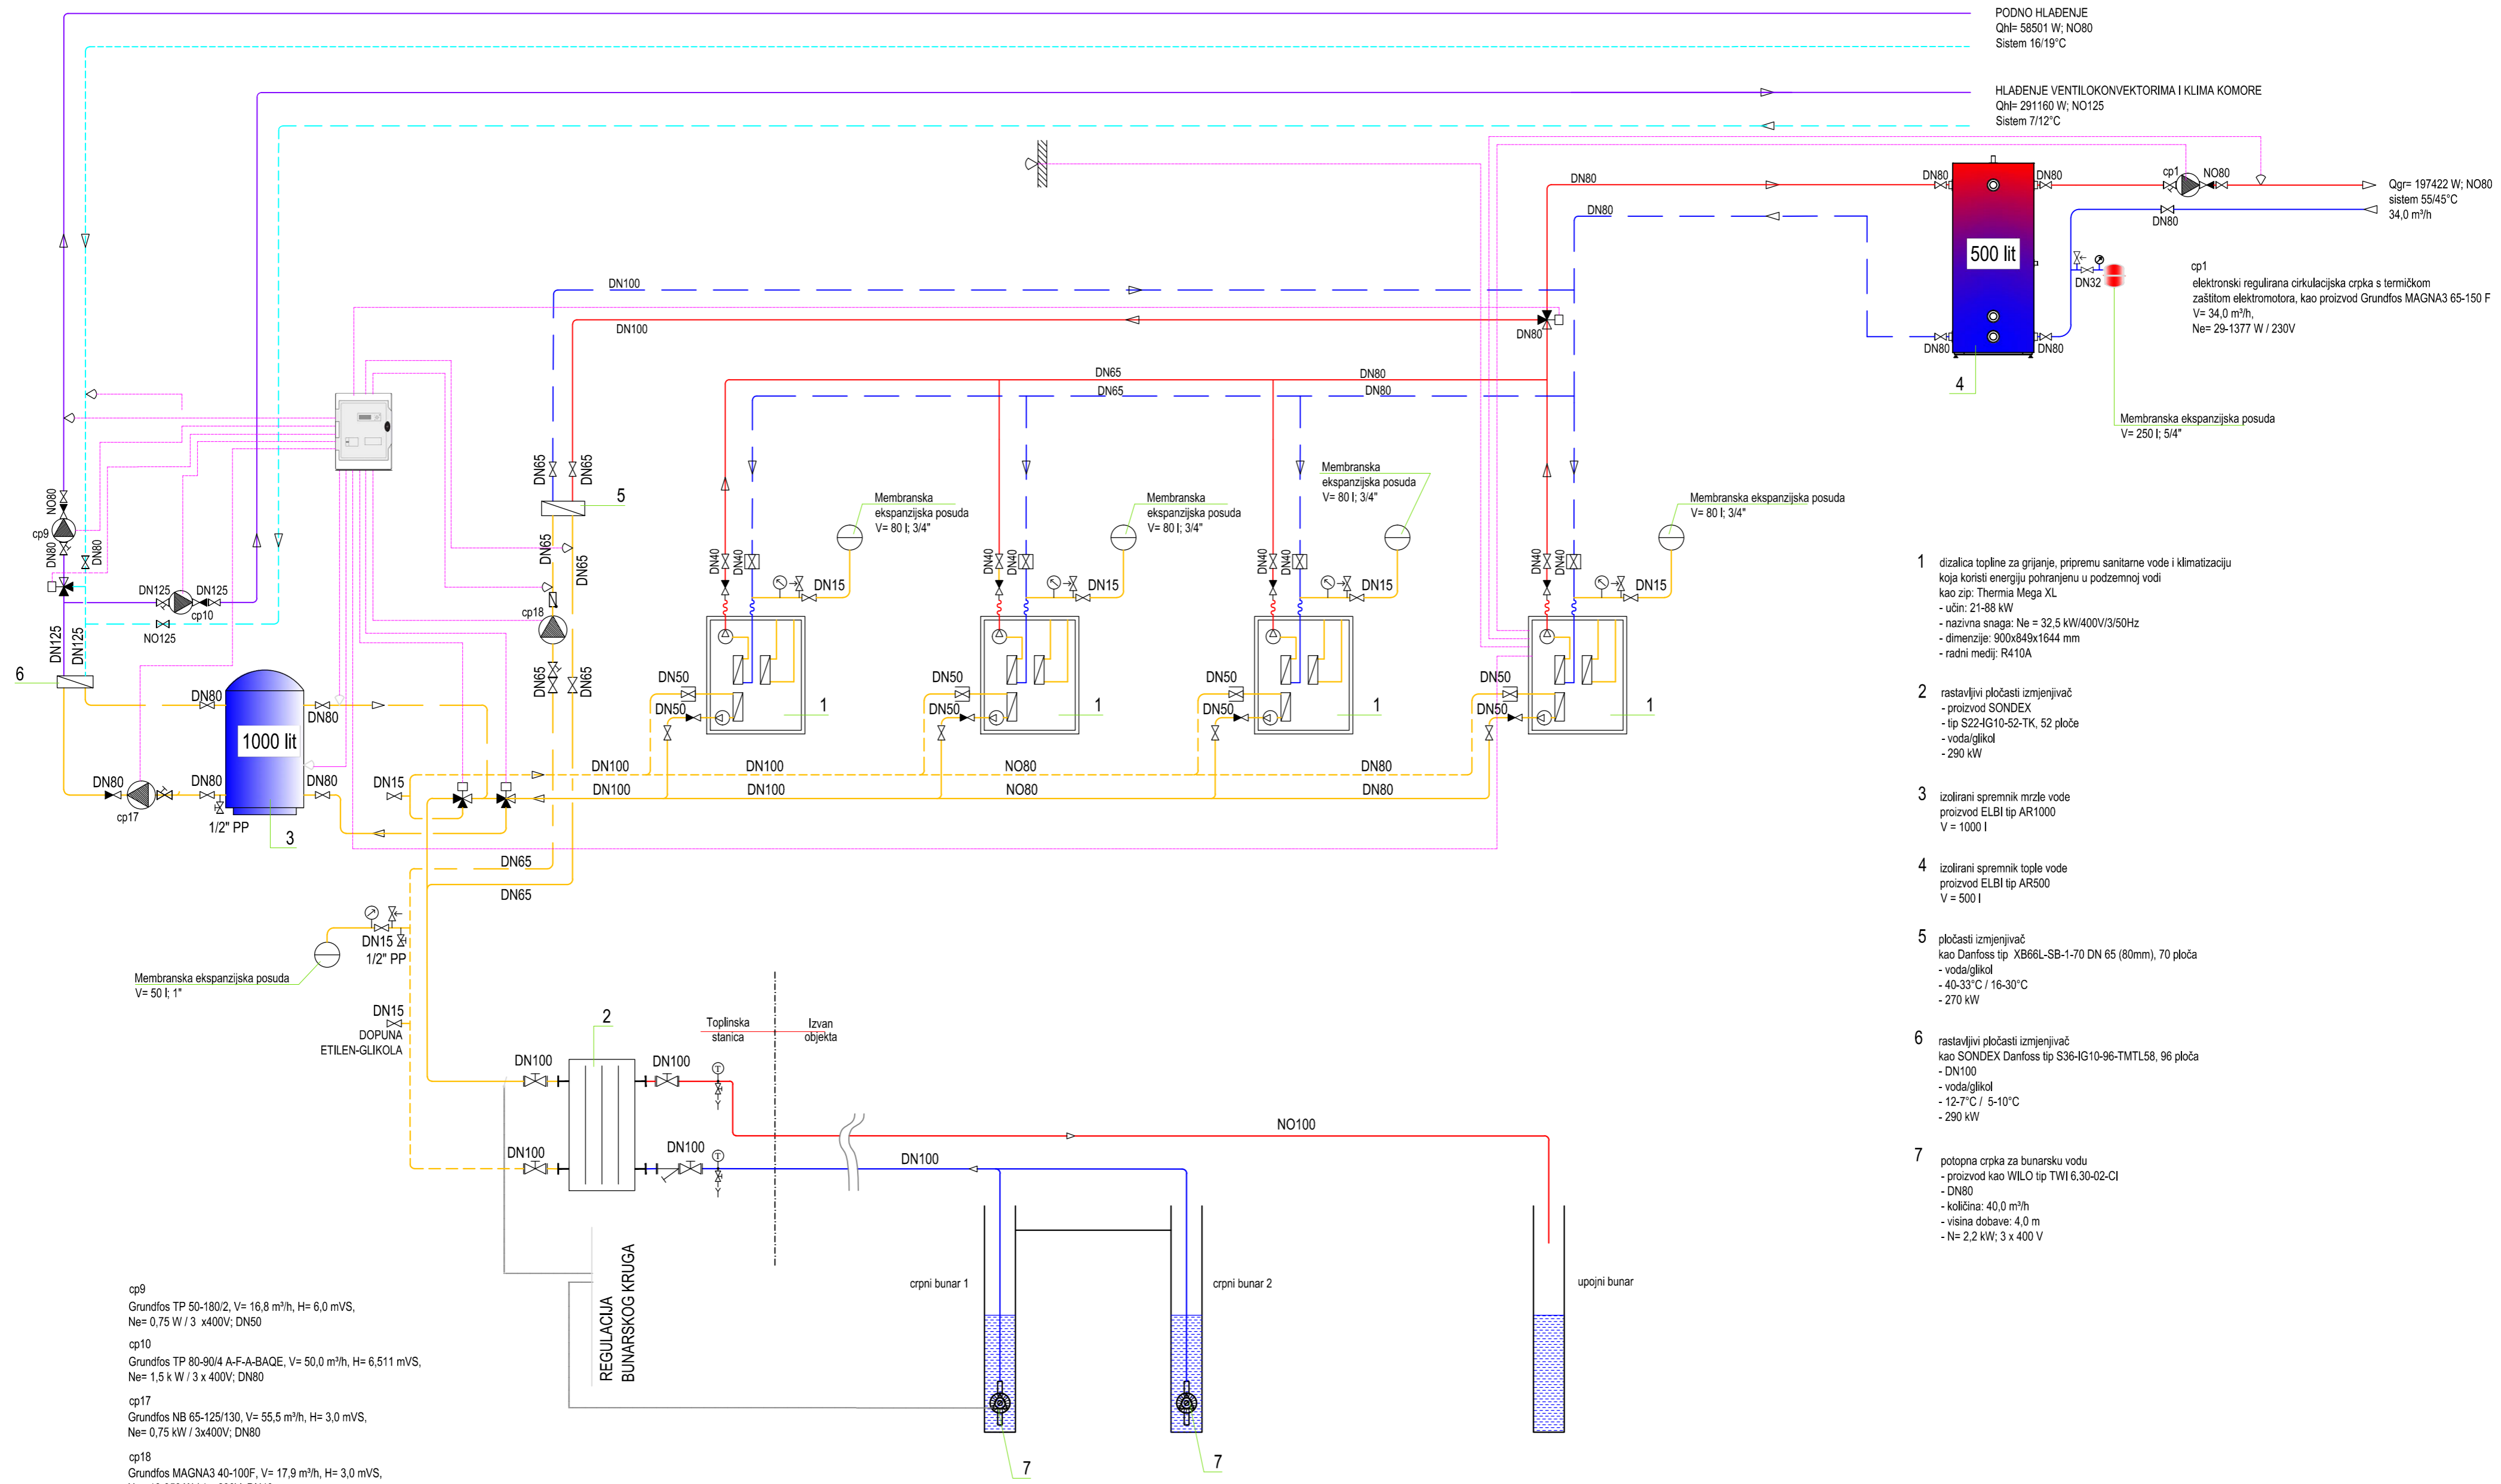 PODNO HLAĐENJE
Qhl= 58501 W; NO80
Sistem 16/19°C
HLAĐENJE VENTILOKONVEKTORIMA I KLIMA KOMORE
Qhl= 291160 W; NO125
Sistem 7/12°C
DN80
DN80
DN80
DN80
cp1
NO80
DN80
Qgr= 197422 W; NO80
sistem 55/45°C
34,0 m³/h
500 lit
DN32
DN80
DN80
4
cp1
elektronski regulirana cirkulacijska crpka s termičkom
zaštitom elektromotora, kao proizvod Grundfos MAGNA3 65-150 F
V= 34,0 m³/h,
Ne= 29-1377 W / 230V
Membranska ekspanzijska posuda
V= 250 l; 5/4"
DN100
DN100
DN80
DN65
DN80
DN65
DN80
DN65
DN65
5
DN65
DN65
cp18
DN65
DN65
NO80
cp9
DN80
DN80
DN125
DN125
cp10
NO125
DN125
DN125
6
Membranska
ekspanzijska posuda
V= 80 l; 3/4"
Membranska
ekspanzijska posuda
V= 80 l; 3/4"
Membranska
ekspanzijska posuda
V= 80 l; 3/4"
Membranska ekspanzijska posuda
V= 80 l; 3/4"
DN40
DN40
DN15
DN40
DN40
DN15
DN40
DN40
DN15
DN40
DN40
DN15
DN50
DN50
1
DN50
DN50
1
DN50
DN50
1
DN50
DN50
1
DN80
DN80
1000 lit
DN80
DN80
DN80
cp17
1/2" PP
3
DN15
DN100
DN100
NO80
DN80
DN100
DN100
NO80
DN80
DN65
DN65
DN15
1/2" PP
Membranska ekspanzijska posuda
V= 50 l; 1"
DN15
DOPUNA
ETILEN-GLIKOLA
2
Toplinska
stanica
Izvan
objekta
DN100
DN100
DN100
DN100
T
T
DN100
NO100
REGULACIJA
BUNARSKOG KRUGA
crpni bunar 1
crpni bunar 2
upojni bunar
7
7
1 dizalica topline za grijanje, pripremu sanitarne vode i klimatizaciju
koja koristi energiju pohranjenu u podzemnoj vodi
kao zip: Thermia Mega XL
- učin: 21-88 kW
- nazivna snaga: Ne = 32,5 kW/400V/3/50Hz
- dimenzije: 900x849x1644 mm
- radni medij: R410A
2 rastavljivi pločasti izmjenjivač
- proizvod SONDEX
- tip S22-IG10-52-TK, 52 ploče
- voda/glikol
- 290 kW
3 izolirani spremnik mrzle vode
proizvod ELBI tip AR1000
V = 1000 l
4 izolirani spremnik tople vode
proizvod ELBI tip AR500
V = 500 l
5 pločasti izmjenjivač
kao Danfoss tip XB66L-SB-1-70 DN 65 (80mm), 70 ploča
- voda/glikol
- 40-33°C / 16-30°C
- 270 kW
6 rastavljivi pločasti izmjenjivač
kao SONDEX Danfoss tip S36-IG10-96-TMTL58, 96 ploča
- DN100
- voda/glikol
- 12-7°C / 5-10°C
- 290 kW
7 potopna crpka za bunarsku vodu
- proizvod kao WILO tip TWI 6.30-02-CI
- DN80
- količina: 40,0 m³/h
- visina dobave: 4,0 m
- N= 2,2 kW; 3 x 400 V
cp9
Grundfos TP 50-180/2, V= 16,8 m³/h, H= 6,0 mVS,
Ne= 0,75 W / 3 x400V; DN50
cp10
Grundfos TP 80-90/4 A-F-A-BAQE, V= 50,0 m³/h, H= 6,511 mVS,
Ne= 1,5 k W / 3 x 400V; DN80
cp17
Grundfos NB 65-125/130, V= 55,5 m³/h, H= 3,0 mVS,
Ne= 0,75 kW / 3x400V; DN80
cp18
Grundfos MAGNA3 40-100F, V= 17,9 m³/h, H= 3,0 mVS,